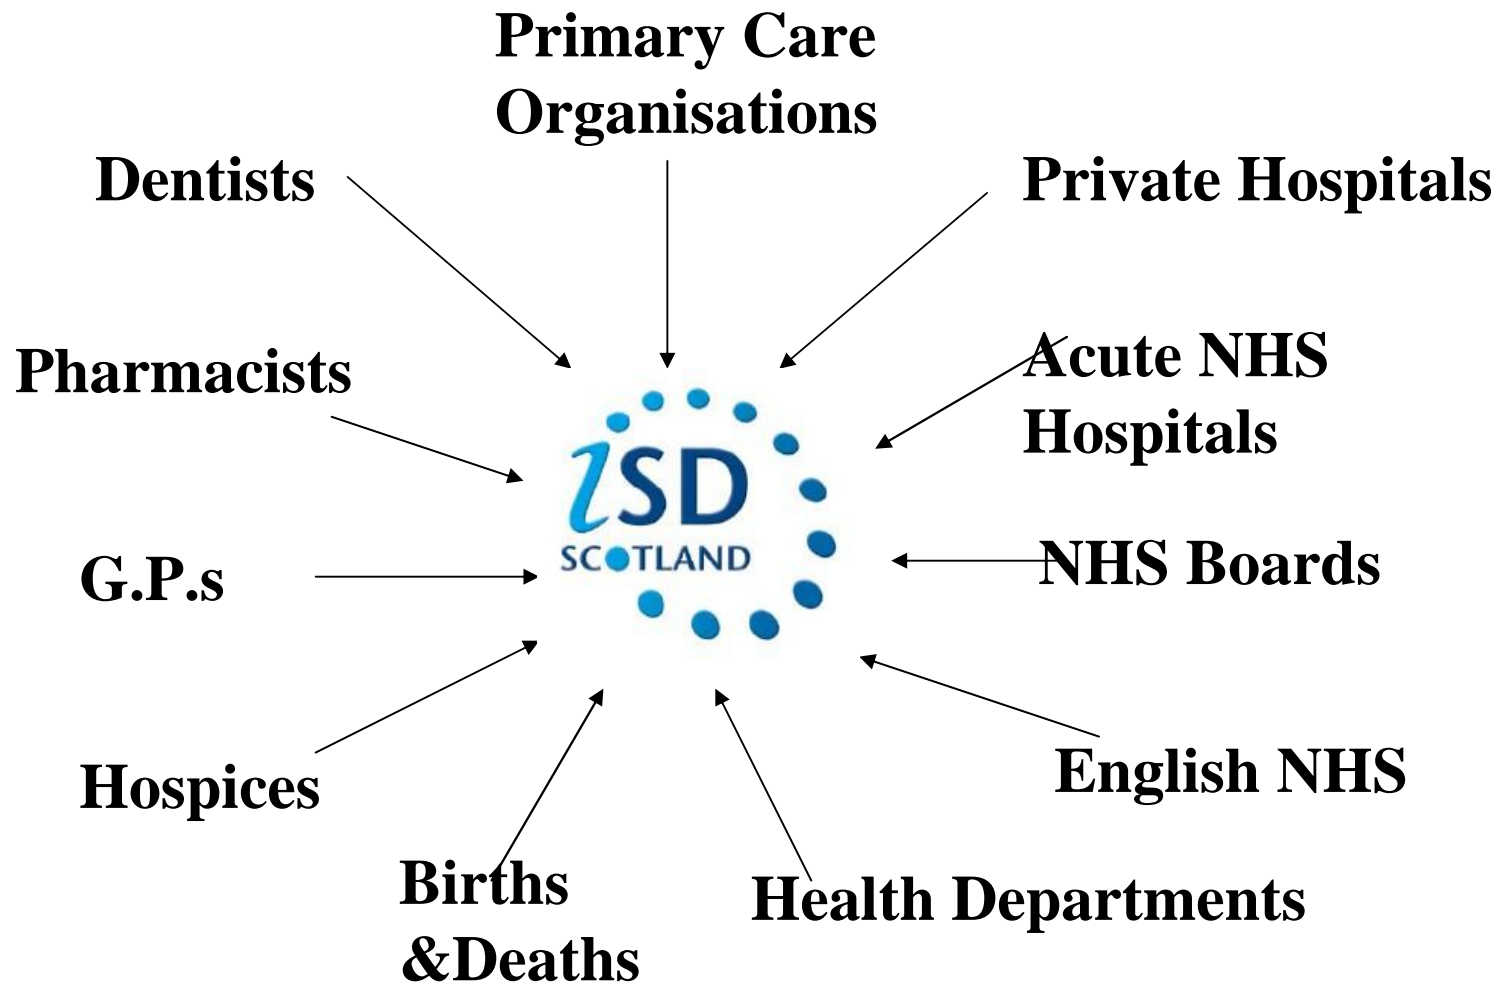 Primary Care
Organisations
Dentists
Private Hospitals
Pharmacists
Acute NHS
Hospitals
iSD
SCOTLAND
G.P.s
NHS Boards
Hospices
English NHS
Births
&Deaths
Health Departments